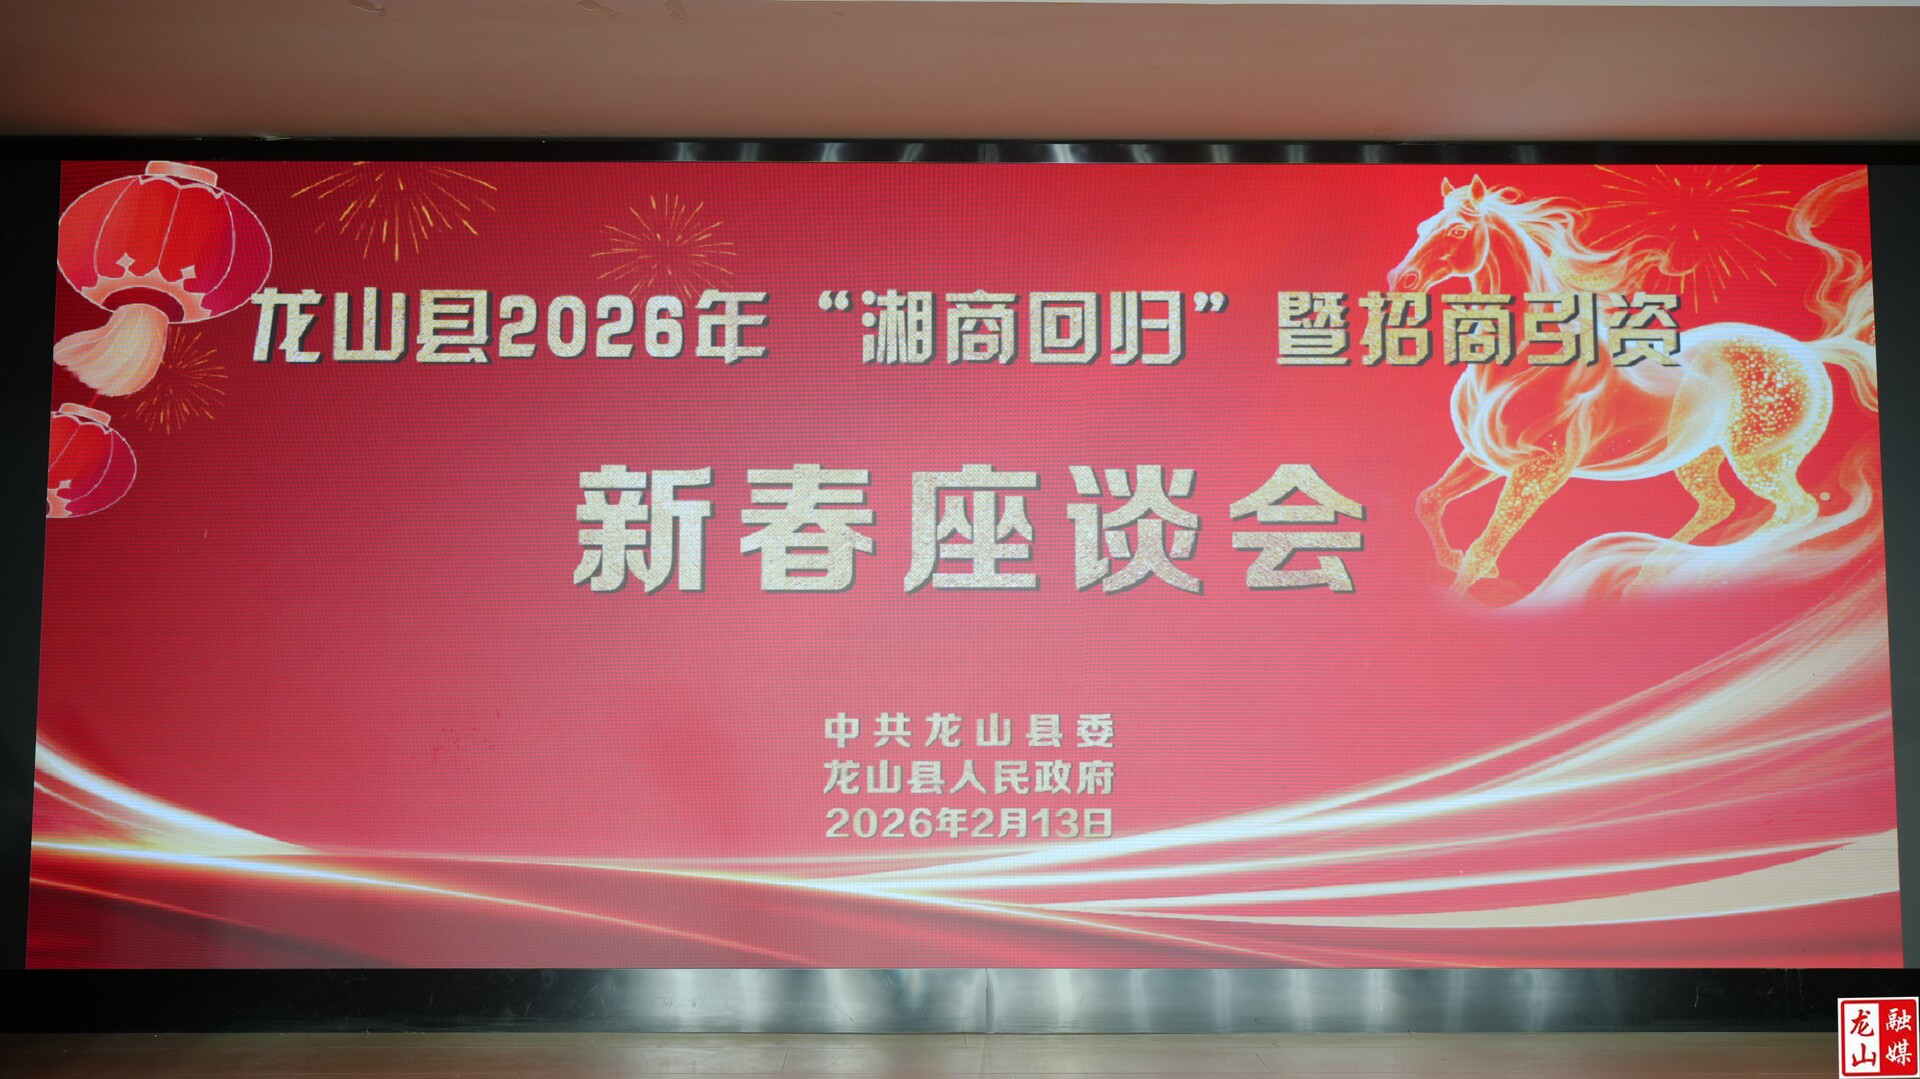 龙山县2026年“湘商回归”暨招商引资
新春座谈会
中共龙山县委
龙山县人民政府
2026年2月13日
龙山融媒